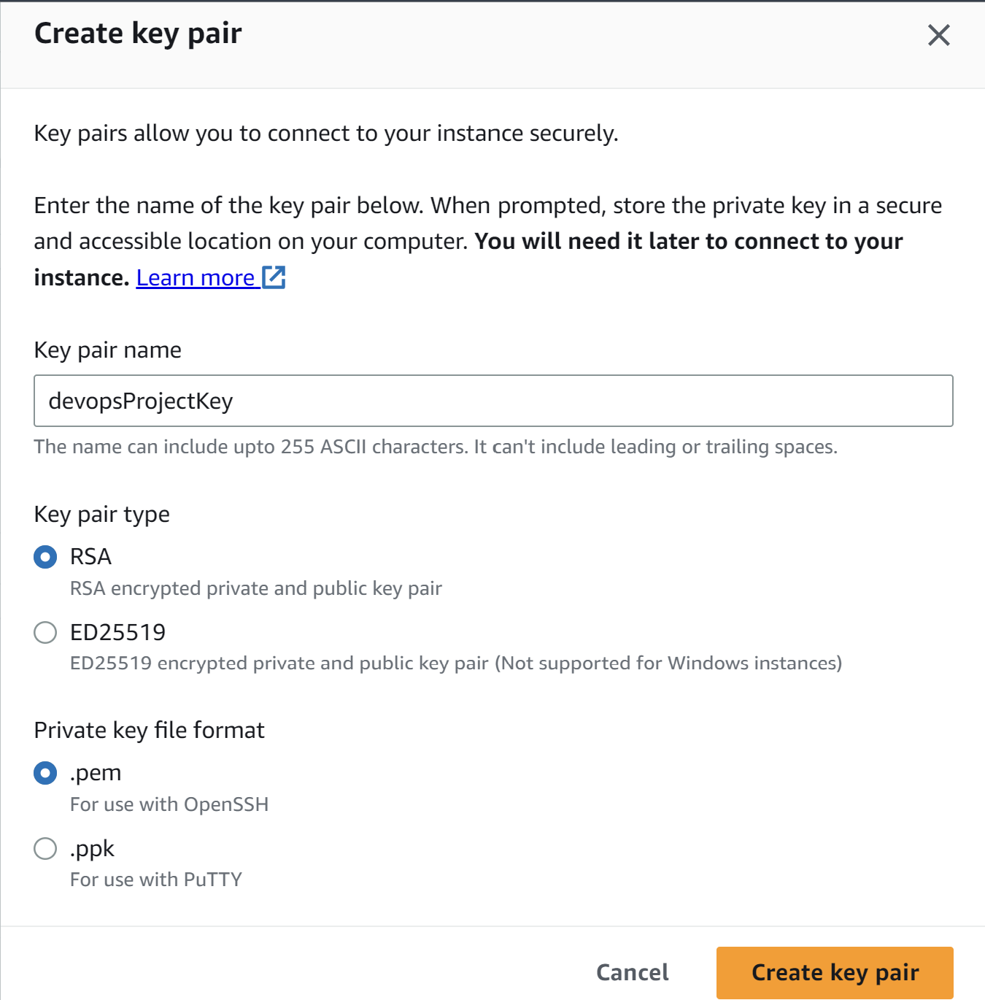 Create key pair
Key pairs allow you to connect to your instance securely.
Enter the name of the key pair below. When prompted, store the private key in a secure
and accessible location on your computer. You will need it later to connect to your
instance. Learn more
Key pair name
devopsProjectKey
The name can include upto 255 ASCII characters. It can't include leading or trailing spaces.
Key pair type
RSA
RSA encrypted private and public key pair
ED25519
ED25519 encrypted private and public key pair (Not supported for Windows instances)
Private key file format
.pem
For use with OpenSSH
.ppk
For use with PuTTY
Cancel
Create key pair